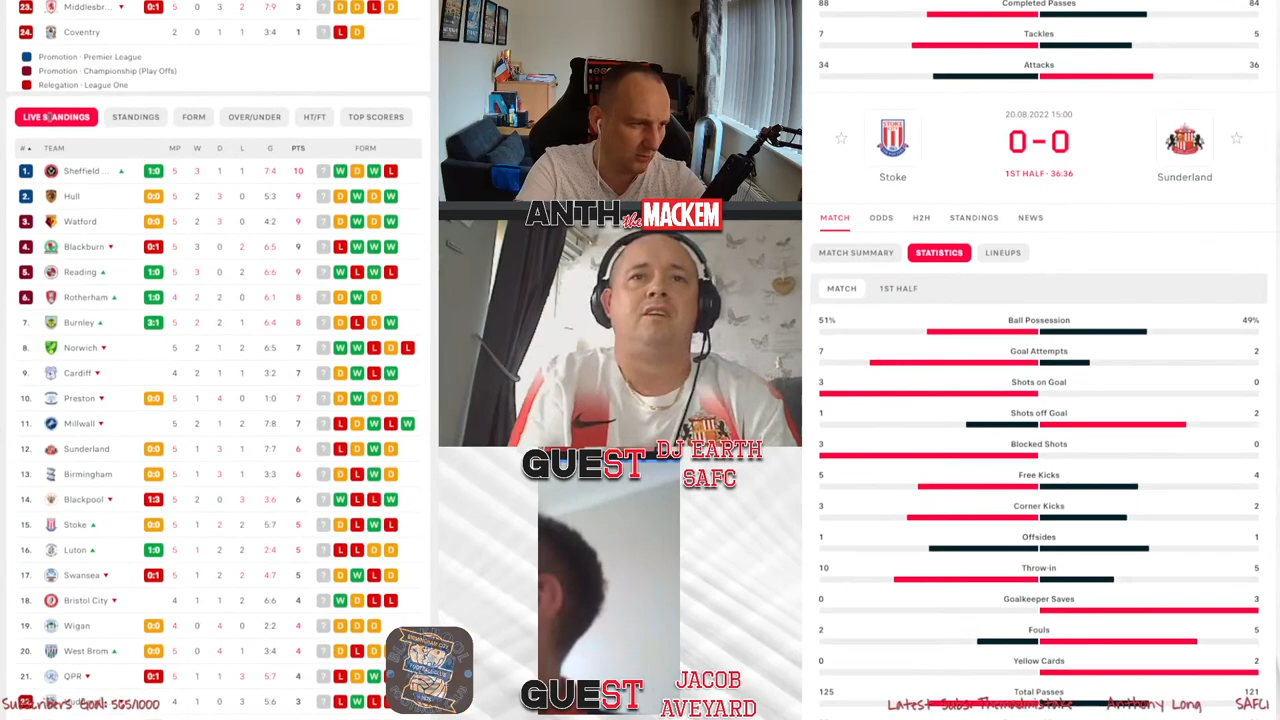 23. Middlesbr... ▾ 0:1 5 0 3 2 7:9 3 ? L D L D
24. Coventry 2 0 1 1 3:4 1 ? L D
Promotion - Premier League
Promotion - Championship (Play Offs)
Relegation - League One
LIVE STANDINGS STANDINGS FORM OVER/UNDER HT/FT TOP SCORERS
# TEAM MP W D L G PTS FORM
1. Sheffield ... 1:0 5 3 1 1 7:4 10 ? W D W L
2. Hull 0:0 5 2 3 0 5:3 9 ? W D W
2. Watford 0:0 5 2 3 0 4:2 9 ? W D D
4. Blackburn 0:1 5 3 0 2 6:5 9 ? L W W
5. Reading 1:0 5 3 0 2 6:6 9 ? W L W L
6. Rotherham 1:0 4 2 2 0 6:1 8 ? D W D
7. Burnley 3:1 5 2 2 1 6:4 8 ? D L D W
8. Norwich 5 2 1 2 6:5 7 ? W W L D L
9. Cardiff 4 2 1 1 3:2 7 ? D W L W
10. Preston 0:0 5 1 4 0 1:0 7 ? D W D D
11. Millwall 5 2 1 2 7:8 7 ? L D W L W
12. Sunderland 0:0 5 1 3 1 7:7 6 ? L D W D
13. Birmingham 0:0 5 1 3 1 3:3 6 ? D L W D
14. Blackpool 1:3 5 2 0 3 3:6 6 ? W L L W
15. Stoke 0:0 5 1 2 2 5:7 5 ? D L W L
16. Luton 1:0 5 1 2 2 2:4 5 ? L L D D
17. Swansea 0:1 5 1 2 2 4:7 5 ? D W L D
18. Bristol City 4 1 1 2 6:6 4 ? W D L L
19. Wigan 0:0 4 0 4 0 2:2 4 ? D D D
20. West Brom 0:0 5 0 4 1 3:4 4 ? D L D D
21. QPR 0:1 5 1 1 3 5:7 4 ? D L W
Subscribers Goal: 565/1000
ANTH the MACKEM
GUEST DJ EARTH
SAFC
BIRMINGHAM CITY
FOOTBALL CLUB
1875
GUEST JACOB
AVEYARD
88 Completed Passes 84
7 Tackles 5
34 Attacks 36
20.08.2022 15:00
0-0
1ST HALF - 36:36
Stoke Sunderland
MATCH ODDS H2H STANDINGS NEWS
MATCH SUMMARY STATISTICS LINEUPS
MATCH 1ST HALF
51% Ball Possession 49%
7 Goal Attempts 2
3 Shots on Goal 0
1 Shots off Goal 2
3 Blocked Shots 0
5 Free Kicks 4
3 Corner Kicks 2
1 Offsides 1
10 Throw-in 5
0 Goalkeeper Saves 3
2 Fouls 5
0 Yellow Cards 2
125 Total Passes 121
Anthony Long SAFC